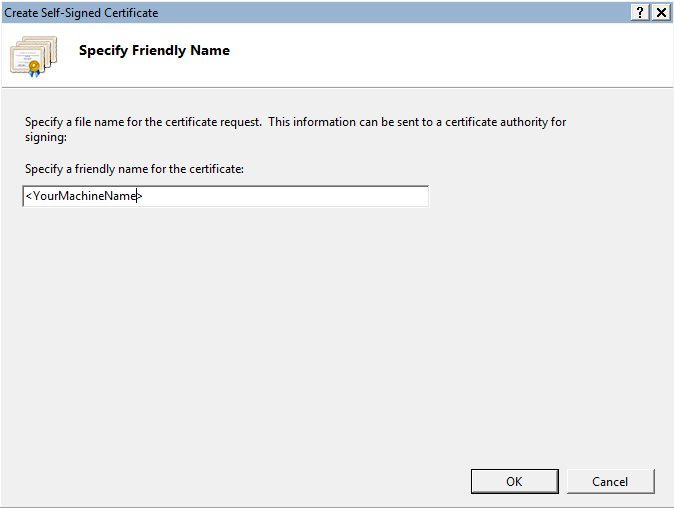 Create Self-Signed Certificate
Specify Friendly Name
Specify a file name for the certificate request.  This information can be sent to a certificate authority for
signing:
Specify a friendly name for the certificate:
<YourMachineName>
OK
Cancel